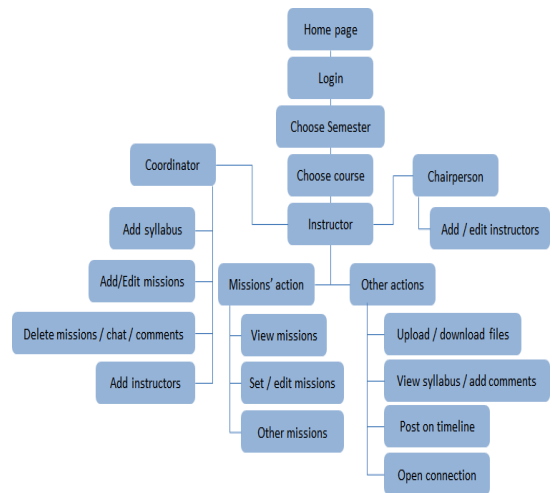 Home page
Login
Choose Semester
Coordinator
Choose course
Chairperson
Add syllabus
Instructor
Add / edit instructors
Add/Edit missions
Missions' action
Other actions
Delete missions / chat / comments
View missions
Upload / download files
Add instructors
Set / edit missions
View syllabus / add comments
Other missions
Post on timeline
Open connection